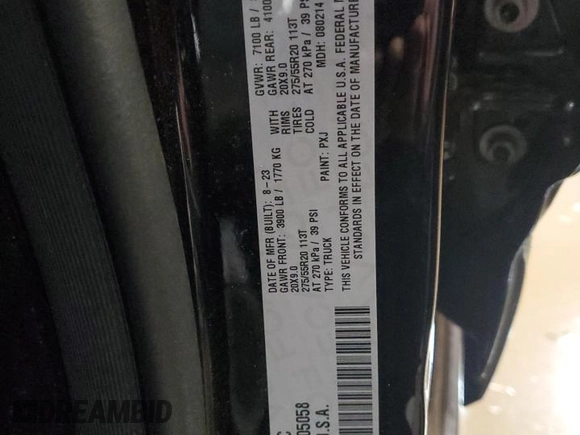 DATE OF MFR (BUILT): 8-23 GVWR: 7100 LB /
GAWR FRONT: 3900 LB / 1770 KG WITH GAWR REAR: 4100
20X9.0 RIMS 20X9.0
275/55R20 113T TIRES 275/55R20 113T
AT 270 kPa / 39 PSI COLD AT 270 kPa / 39 PSI
TYPE: TRUCK PAINT: PXJ MDH: 080214
THIS VEHICLE CONFORMS TO ALL APPLICABLE U.S.A. FEDERAL M
STANDARDS IN EFFECT ON THE DATE OF MANUFACTURE
05058
.S.A.
DREAMBID